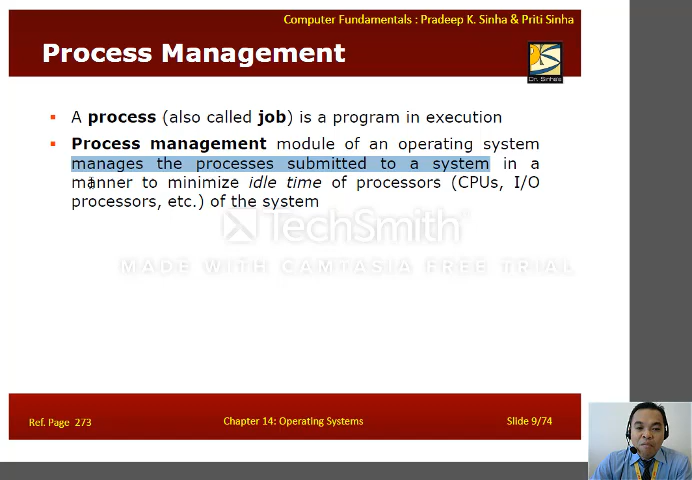 Computer Fundamentals : Pradeep K. Sinha & Priti Sinha
Process Management
Dr. Sinha's
▪ A process (also called job) is a program in execution
▪ Process management module of an operating system
manages the processes submitted to a system in a
manner to minimize idle time of processors (CPUs, I/O
processors, etc.) of the system
TechSmith
MADE WITH CAMTASIA FREE TRIAL
Ref. Page 273
Chapter 14: Operating Systems
Slide 9/74